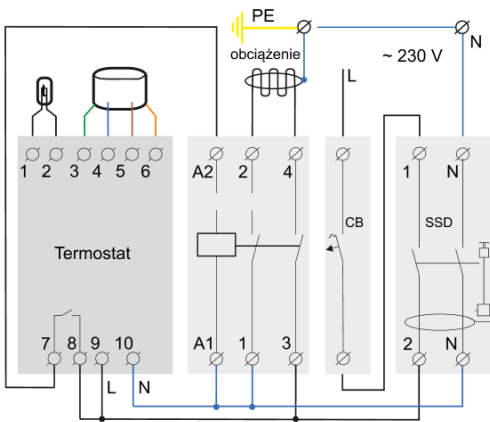 PE
N
obciążenie
~ 230 V
L
1 2 3 4 5 6
A2 2 4
1 N
CB
SSD
Termostat
7 8 9 10
A1 1 3
2 N
L N